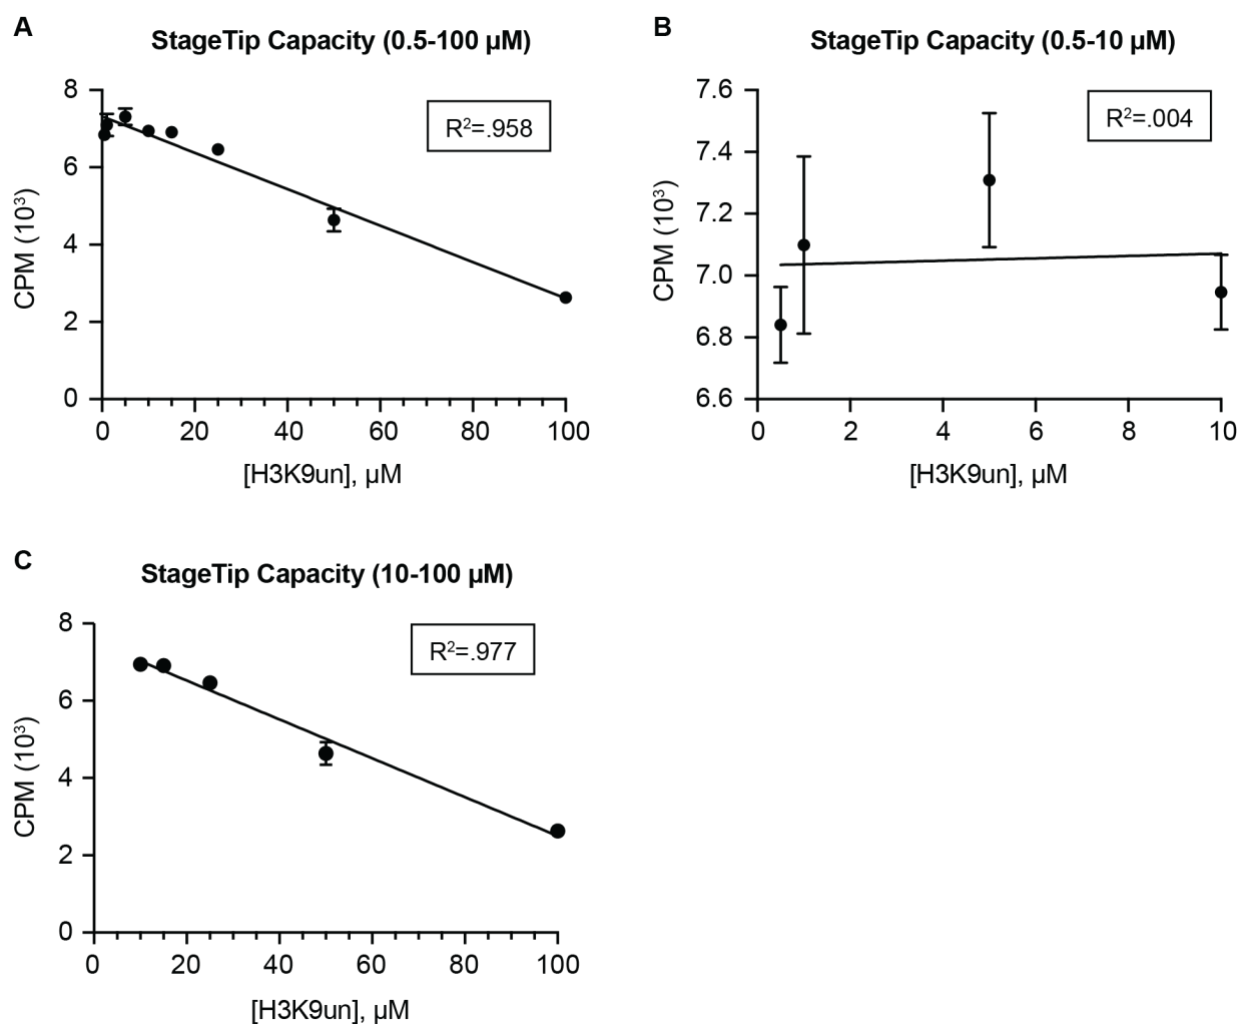 A
StageTip Capacity (0.5-100 µM)
8
6
4
2
0
CPM (10³)
R²=.958
0 20 40 60 80 100
[H3K9un], µM
B
StageTip Capacity (0.5-10 µM)
7.6
7.4
7.2
7.0
6.8
6.6
CPM (10³)
R²=.004
0 2 4 6 8 10
[H3K9un], µM
C
StageTip Capacity (10-100 µM)
8
6
4
2
0
CPM (10³)
R²=.977
0 20 40 60 80 100
[H3K9un], µM